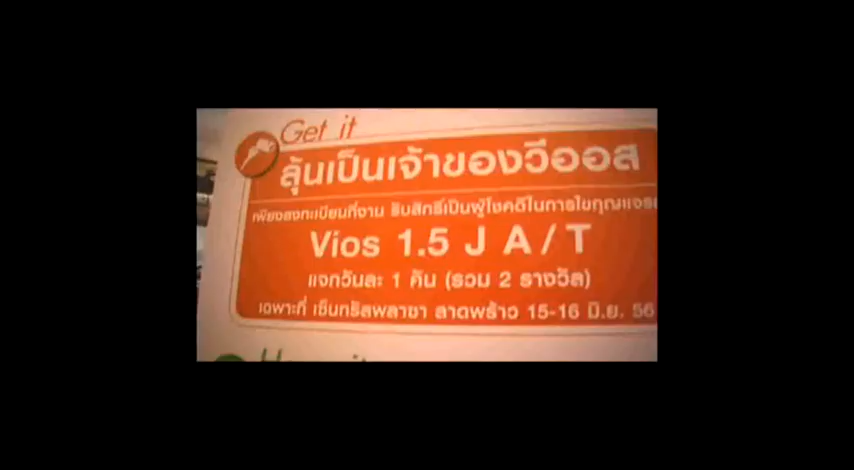 Get it
ลุ้นเป็นเจ้าของวีออส
เพียงลงทะเบียนที่งาน รับสิทธิ์เป็นผู้โชคดีในการไขกุญแจรถ
Vios 1.5 J A/T
แจกวันละ 1 คัน (รวม 2 รางวัล)
เฉพาะที่ เซ็นทรัลพลาซา ลาดพร้าว 15-16 มิ.ย. 56